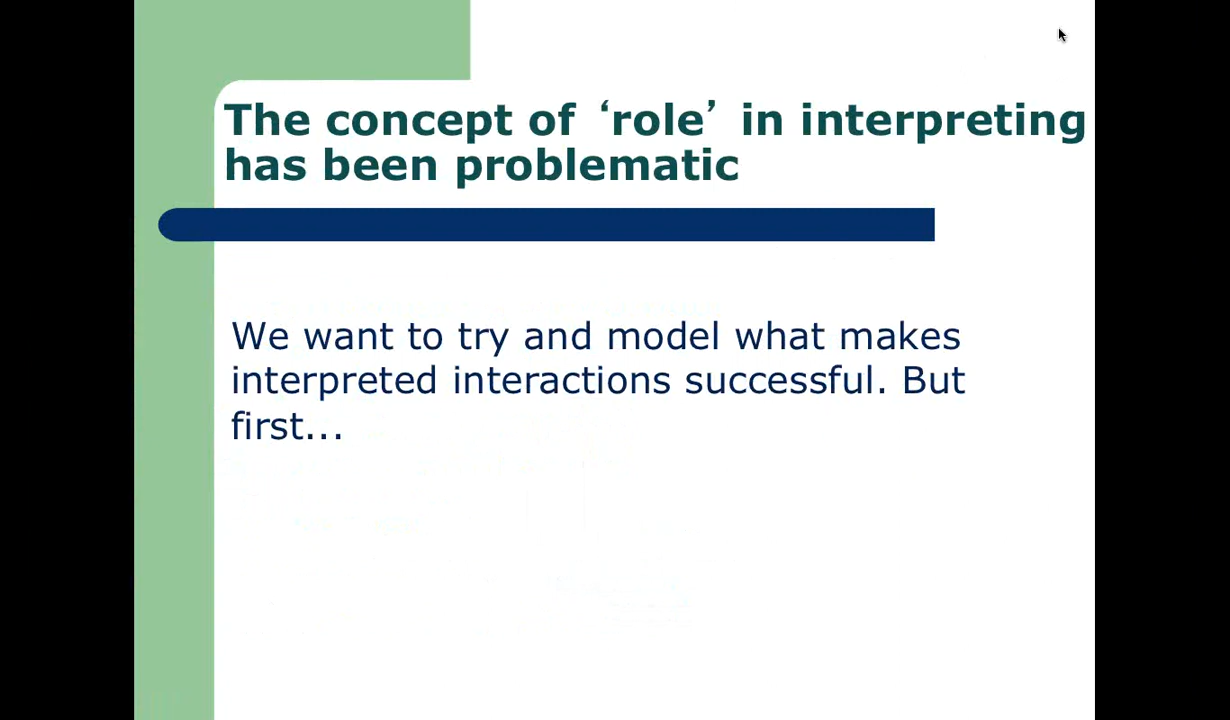 The concept of ‘role’ in interpreting
has been problematic
We want to try and model what makes
interpreted interactions successful. But
first...